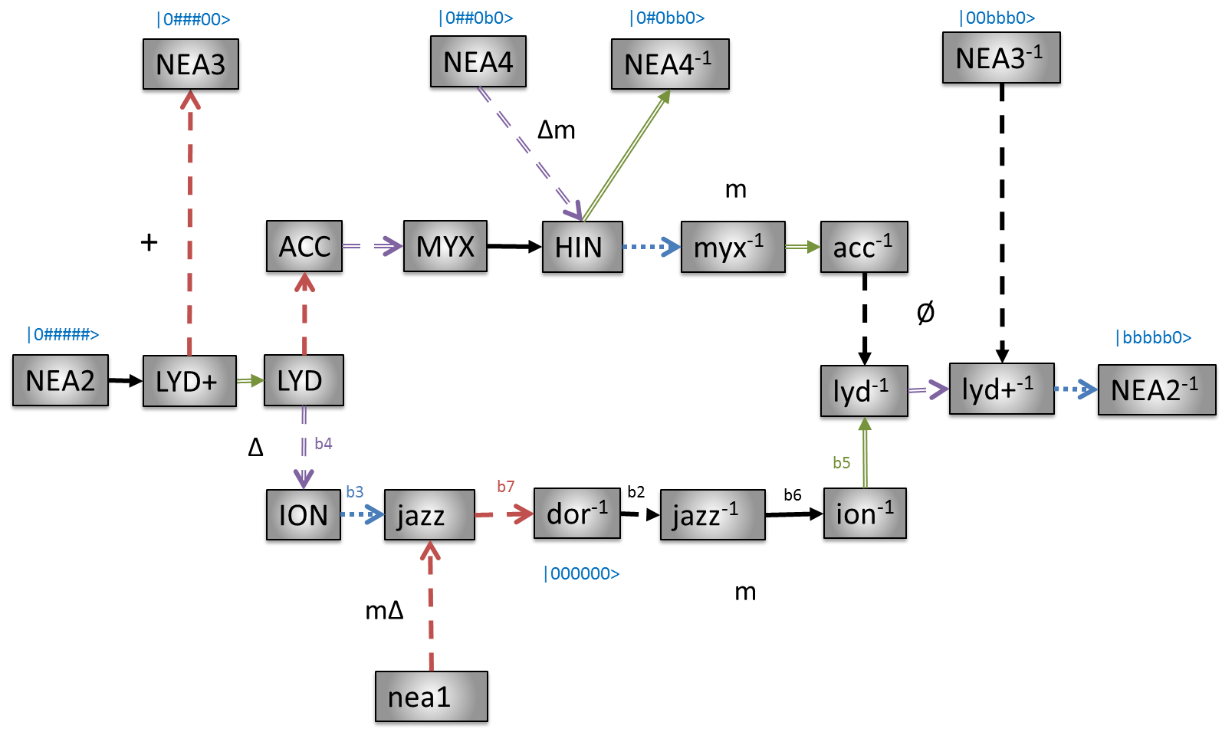 |0###00>
|0##0b0>
|0#0bb0>
|00bbb0>
NEA3
NEA4
NEA4-1
NEA3-1
Δm
m
+
ACC
MYX
HIN
myx-1
acc-1
Ø
|0#####>
|bbbbb0>
NEA2
LYD+
LYD
lyd-1
lyd+-1
NEA2-1
Δ
b4
b5
ION
b3
jazz
b7
dor-1
b2
jazz-1
b6
ion-1
|000000>
mΔ
m
nea1